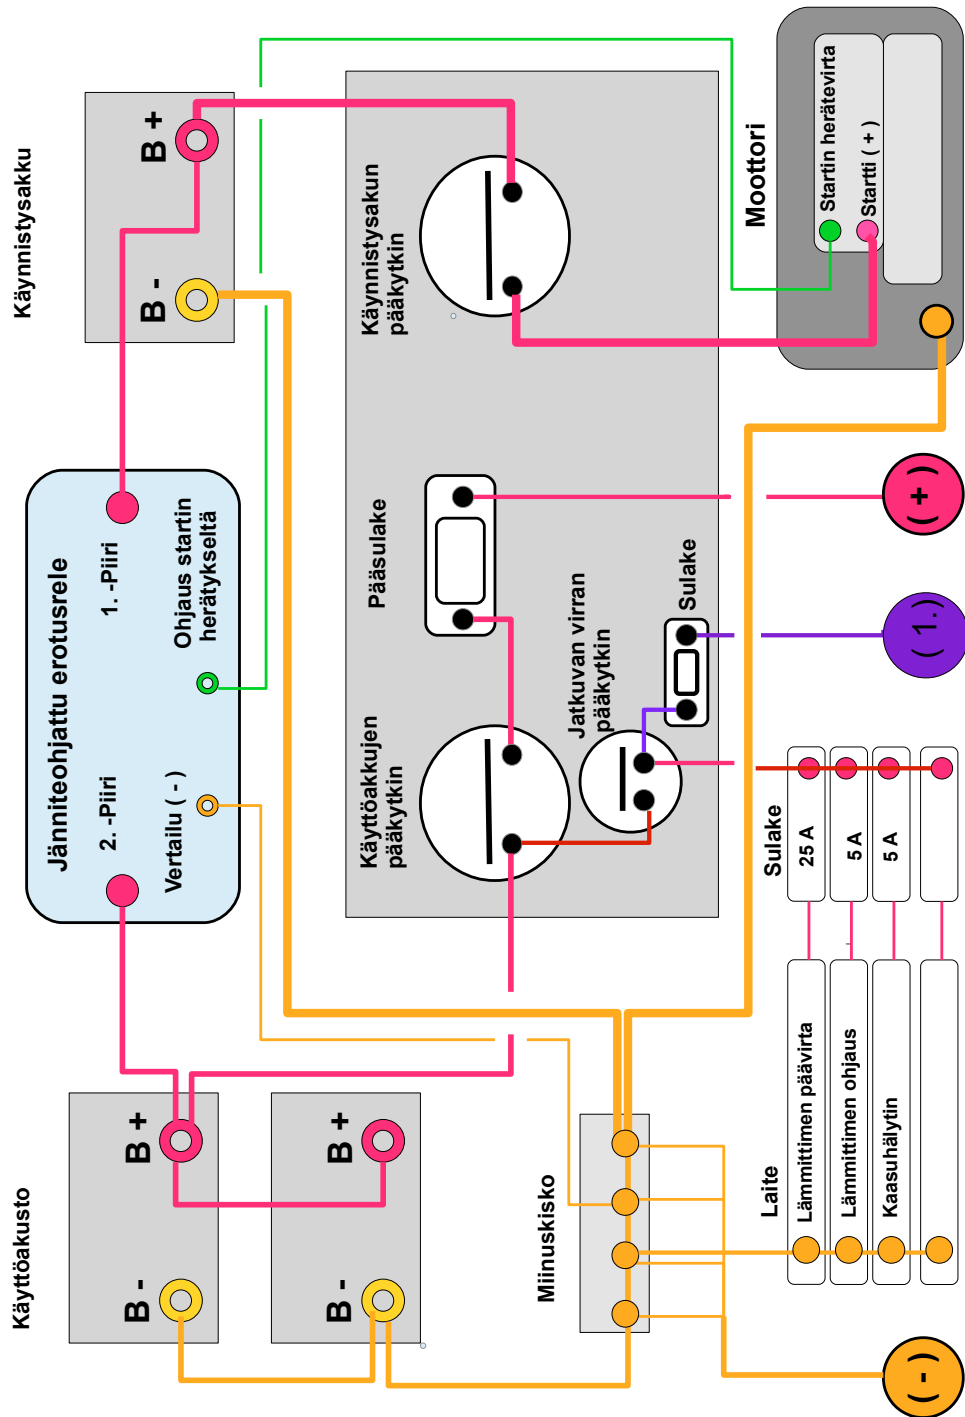 Käyttöakusto
B -
B +
B -
B +
Jänniteohjattu erotusrele
2. -Piiri
1. -Piiri
Vertailu ( - )
Ohjaus startin
herätykseltä
Käynnistysakku
B -
B +
Käyttöakkujen
pääkytkin
Pääsulake
Käynnistysakun
pääkytkin
Jatkuvan virran
pääkytkin
Sulake
Miinuskisko
Moottori
Startin herätevirta
Startti ( + )
Laite
Sulake
Lämmittimen päävirta
25 A
Lämmittimen ohjaus
5 A
Kaasuhälytin
5 A
( - )
( 1. )
( + )